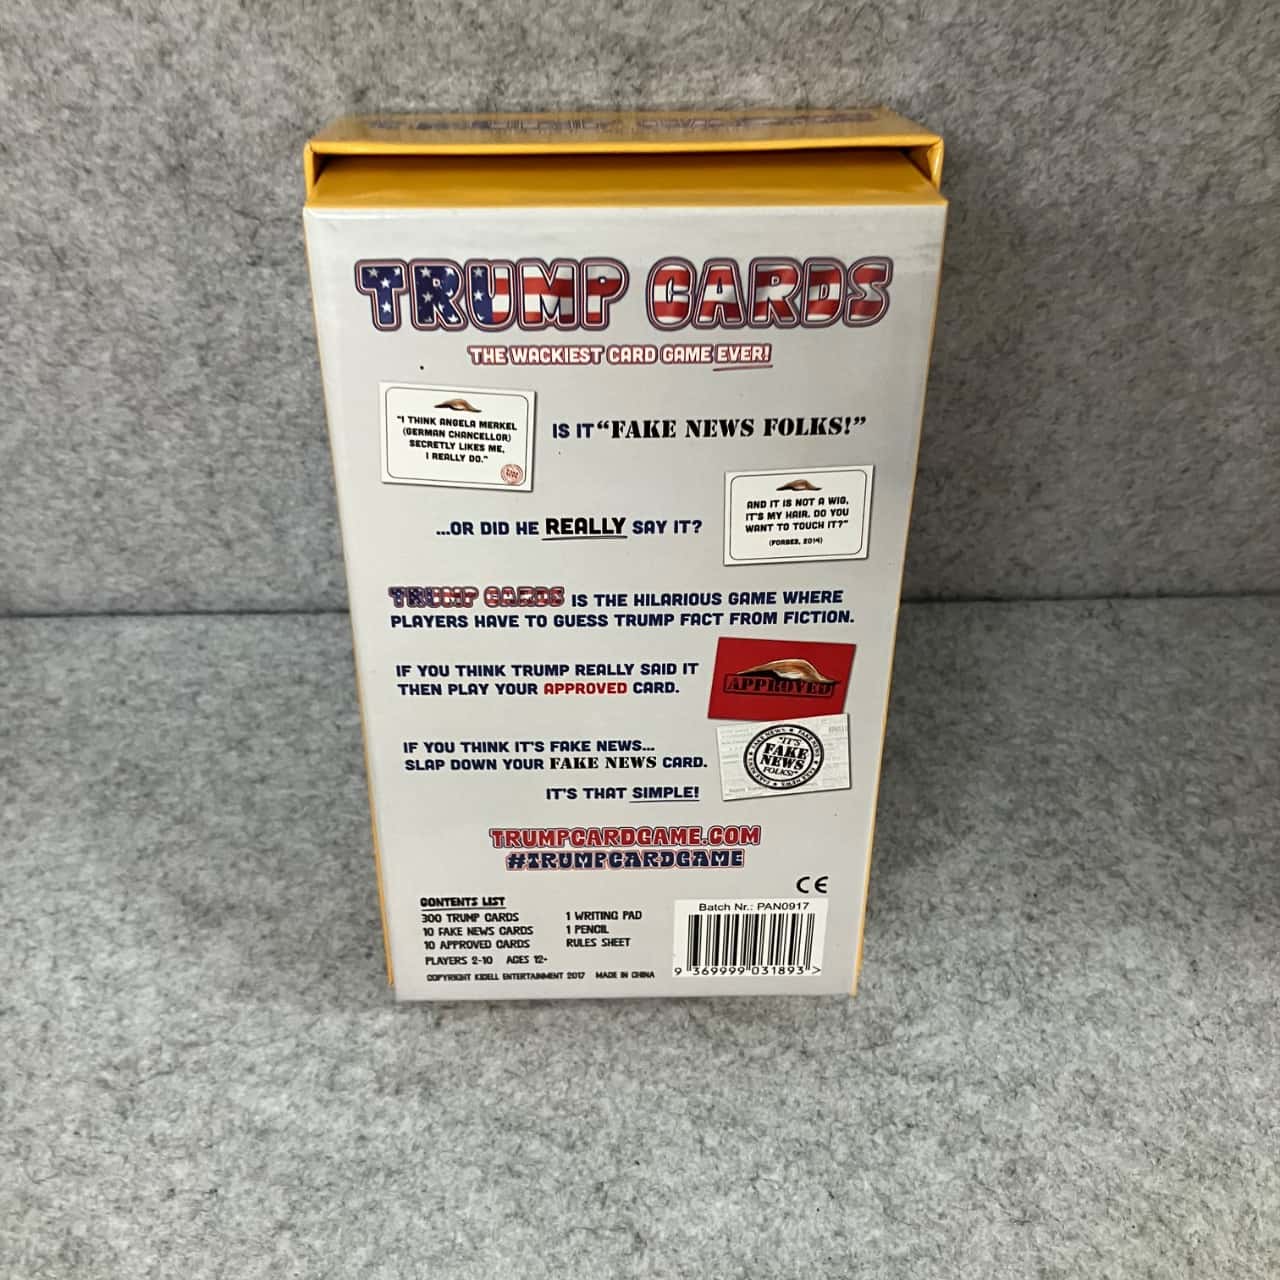 TRUMP CARDS
THE WACKIEST CARD GAME EVER!
"I THINK ANGELA MERKEL
(GERMAN CHANCELLOR)
SECRETLY LIKES ME,
I REALLY DO."
IS IT "FAKE NEWS FOLKS!"
AND IT IS NOT A WIG,
IT'S MY HAIR. DO YOU
WANT TO TOUCH IT?"
(FORBES, 2014)
...OR DID HE REALLY SAY IT?
TRUMP CARDS IS THE HILARIOUS GAME WHERE
PLAYERS HAVE TO GUESS TRUMP FACT FROM FICTION.
IF YOU THINK TRUMP REALLY SAID IT
THEN PLAY YOUR APPROVED CARD.
APPROVED
IF YOU THINK IT'S FAKE NEWS...
SLAP DOWN YOUR FAKE NEWS CARD.
"IT'S
FAKE
NEWS
FOLKS!"
IT'S THAT SIMPLE!
TRUMPCARDGAME.COM
#TRUMPCARDGAME
CE
CONTENTS LIST
300 TRUMP CARDS
10 FAKE NEWS CARDS
10 APPROVED CARDS
1 WRITING PAD
1 PENCIL
RULES SHEET
PLAYERS 2-10 AGES 12+
COPYRIGHT KIDELL ENTERTAINMENT 2017 MADE IN CHINA
Batch Nr.: PAN0917
9 369999 031893 >